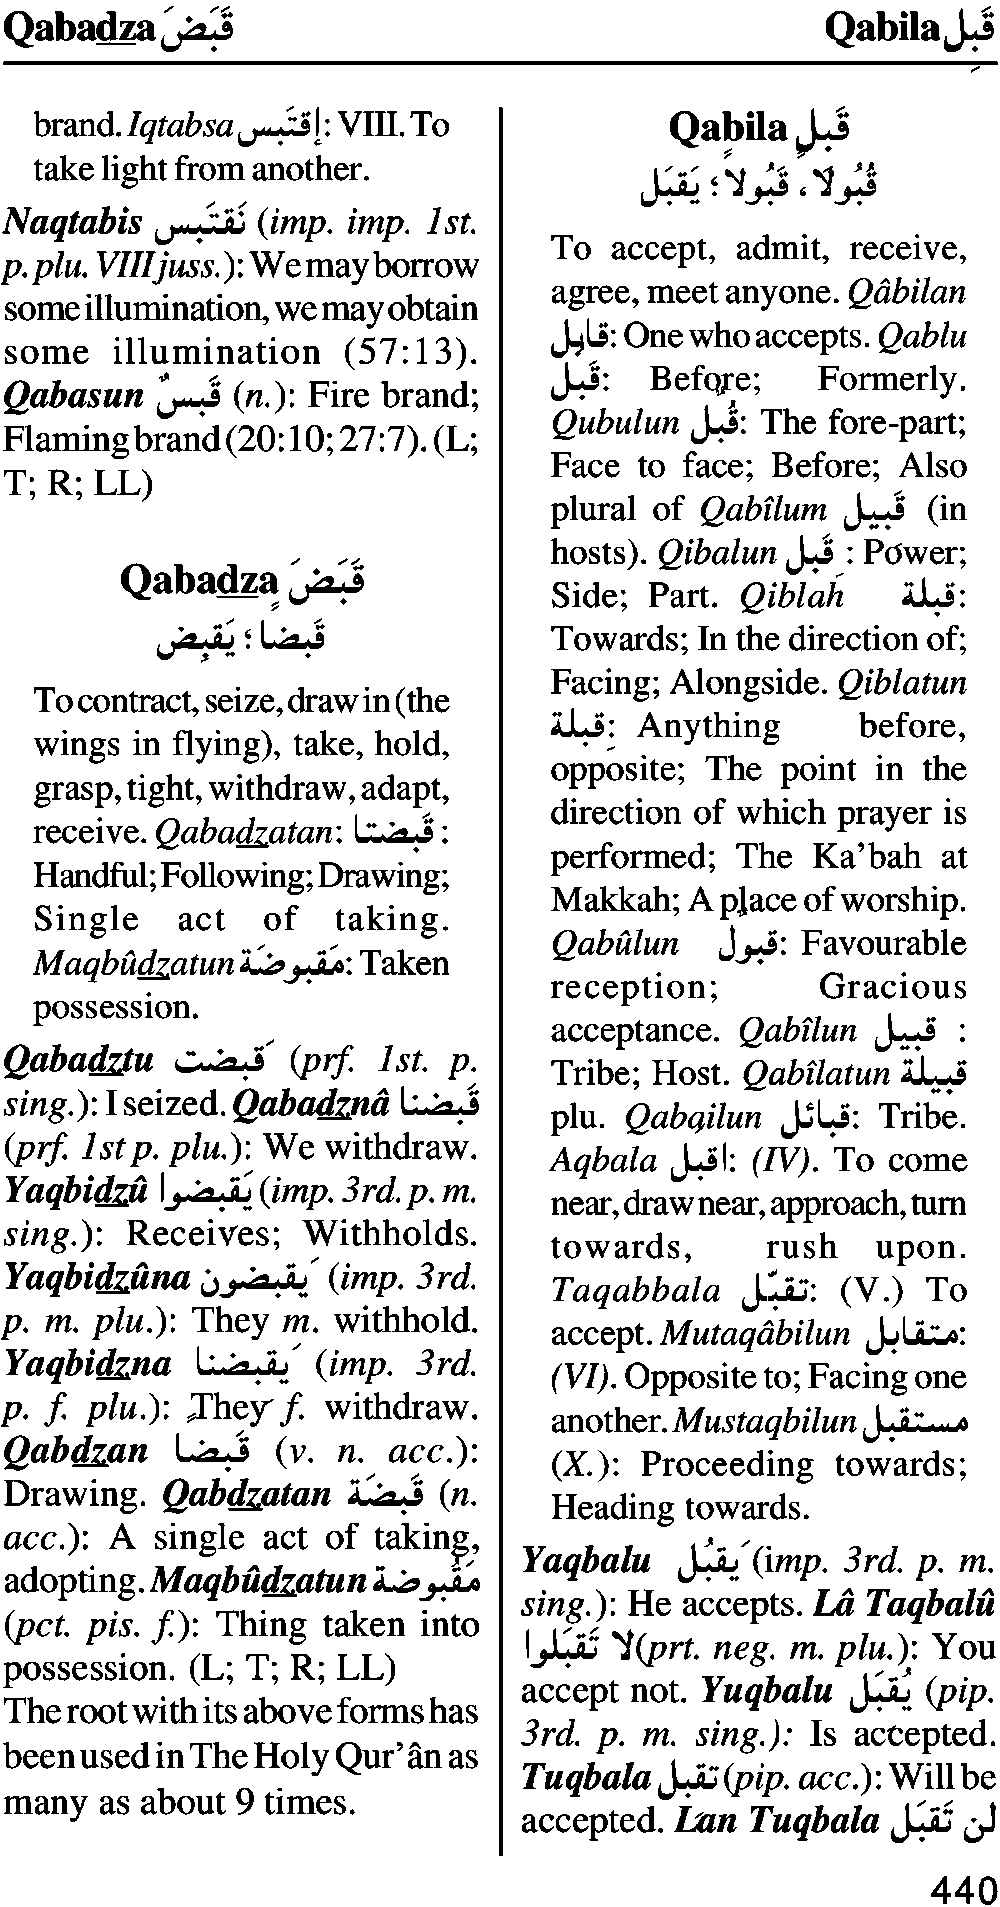 Qabadza قَبَضَ
Qabila قَبِل
brand. Iqtabsa إقتَبس: VIII. To
take light from another.
Naqtabis نَقتَبس (imp. imp. 1st.
p. plu. VIII juss.): We may borrow
some illumination, we may obtain
some illumination (57:13).
Qabasun قَبسٌ (n.): Fire brand;
Flaming brand (20:10; 27:7). (L;
T; R; LL)
Qabadza قَبَضَ
قَبضا ؛ يَقبِض
To contract, seize, draw in (the
wings in flying), take, hold,
grasp, tight, withdraw, adapt,
receive. Qabadzatan: قَبضتا :
Handful; Following; Drawing;
Single act of taking.
Maqbûdzatun مَقبوضَة: Taken
possession.
Qabadztu قَبضت (prf. 1st. p.
sing.): I seized. Qabadznâ قَبضنا
(prf. 1st p. plu.): We withdraw.
Yaqbidzû يَقبضوا (imp. 3rd. p. m.
sing.): Receives; Withholds.
Yaqbidzûna يَقبضون (imp. 3rd.
p. m. plu.): They m. withhold.
Yaqbidzna يَقبضنا (imp. 3rd.
p. f. plu.): They f. withdraw.
Qabdzan قَبضا (v. n. acc.):
Drawing. Qabdzatan قَبضَة (n.
acc.): A single act of taking,
adopting. Maqbûdzatun مَقُبوضَة
(pct. pis. f.): Thing taken into
possession. (L; T; R; LL)
The root with its above forms has
been used in The Holy Qur'ân as
many as about 9 times.
Qabila قَبِل
قُبُولاً، قَبُولاً ؛ يَقبَل
To accept, admit, receive,
agree, meet anyone. Qâbilan
قابِل: One who accepts. Qablu
قَبل: Before; Formerly.
Qubulun قُبل: The fore-part;
Face to face; Before; Also
plural of Qabîlum قَبيل (in
hosts). Qibalun قِبَل : Power;
Side; Part. Qiblah قبلة:
Towards; In the direction of;
Facing; Alongside. Qiblatun
قبلة: Anything before,
opposite; The point in the
direction of which prayer is
performed; The Ka'bah at
Makkah; A place of worship.
Qabûlun قبول: Favourable
reception; Gracious
acceptance. Qabîlun قبيل :
Tribe; Host. Qabîlatun قبيلة
plu. Qabailun قبائل: Tribe.
Aqbala اقبل: (IV). To come
near, draw near, approach, turn
towards, rush upon.
Taqabbala تقبّل: (V.) To
accept. Mutaqâbilun متقابل:
(VI). Opposite to; Facing one
another. Mustaqbilun مستقبل
(X.): Proceeding towards;
Heading towards.
Yaqbalu يَقبُل (imp. 3rd. p. m.
sing.): He accepts. Lâ Taqbalû
لا تَقبَلوا (prt. neg. m. plu.): You
accept not. Yuqbalu يُقبَل (pip.
3rd. p. m. sing.): Is accepted.
Tuqbala تقبل (pip. acc.): Will be
accepted. Lan Tuqbala لن تَقبَل
440